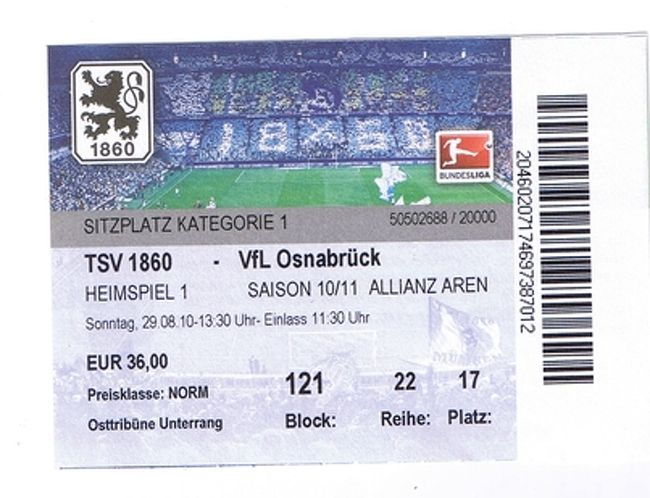 1860
1860
BUNDESLIGA
SITZPLATZ KATEGORIE 1 50502688 / 20000
TSV 1860 - VfL Osnabrück
HEIMSPIEL 1 SAISON 10/11 ALLIANZ AREN
Sonntag, 29.08.10-13:30 Uhr- Einlass 11:30 Uhr
EUR 36,00
Preisklasse: NORM
Osttribüne Unterrang
121 22 17
Block: Reihe: Platz:
20460207174697387012